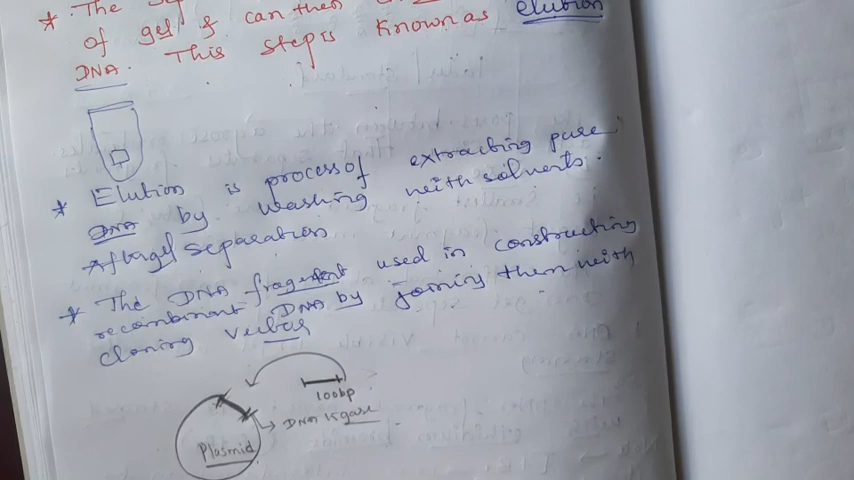 * The
of gel & can then
DNA. This step is known as elution
* Elution is process of extracting pure
DNA by washing with solvents.
After gel separation
* The DNA fragment used in constructing
recombinant DNA by joining them with
cloning vector
100bp
DNA ligase
Plasmid